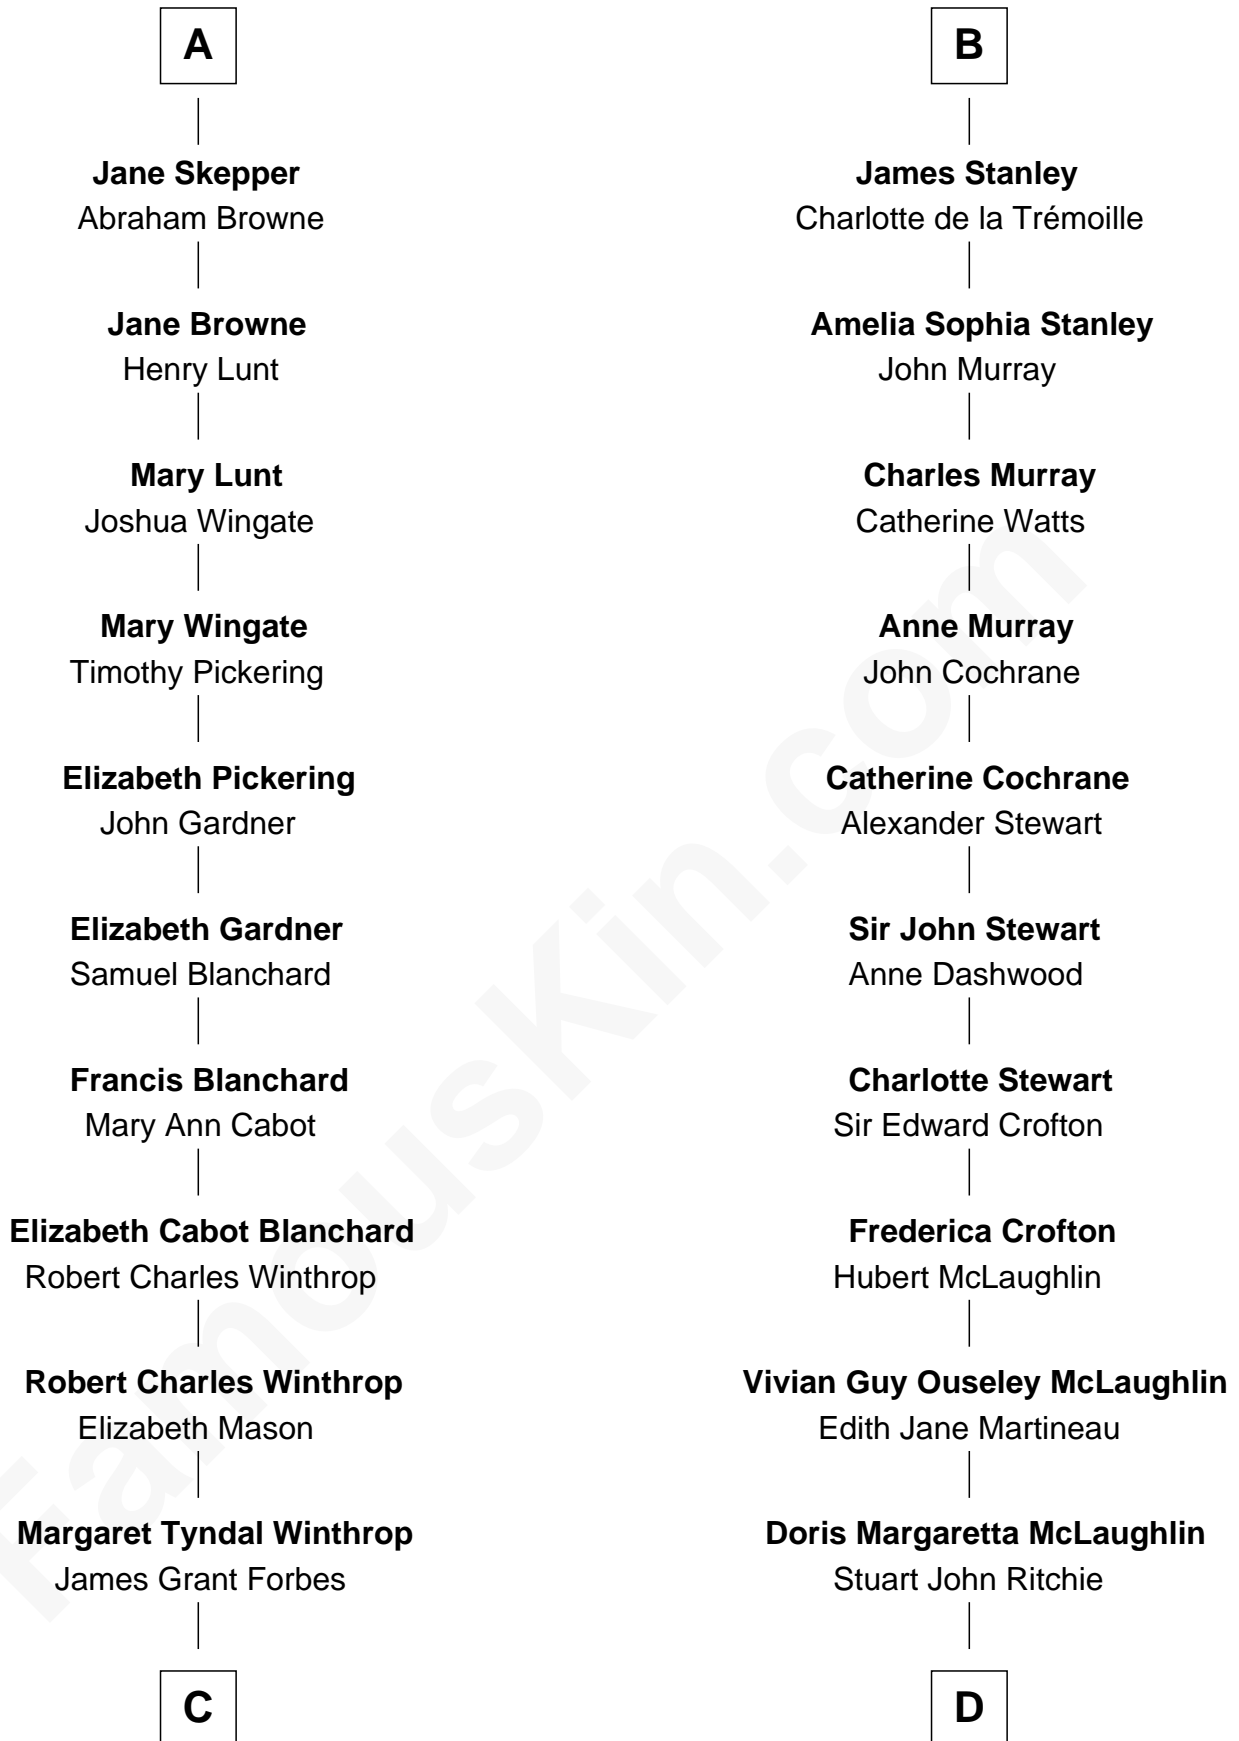 A
Jane Skepper
Abraham Browne
Jane Browne
Henry Lunt
Mary Lunt
Joshua Wingate
Mary Wingate
Timothy Pickering
Elizabeth Pickering
John Gardner
Elizabeth Gardner
Samuel Blanchard
Francis Blanchard
Mary Ann Cabot
Elizabeth Cabot Blanchard
Robert Charles Winthrop
Robert Charles Winthrop
Elizabeth Mason
Margaret Tyndal Winthrop
James Grant Forbes
C
B
James Stanley
Charlotte de la Trémoille
Amelia Sophia Stanley
John Murray
Charles Murray
Catherine Watts
Anne Murray
John Cochrane
Catherine Cochrane
Alexander Stewart
Sir John Stewart
Anne Dashwood
Charlotte Stewart
Sir Edward Crofton
Frederica Crofton
Hubert McLaughlin
Vivian Guy Ouseley McLaughlin
Edith Jane Martineau
Doris Margaretta McLaughlin
Stuart John Ritchie
D
FamousKin.com